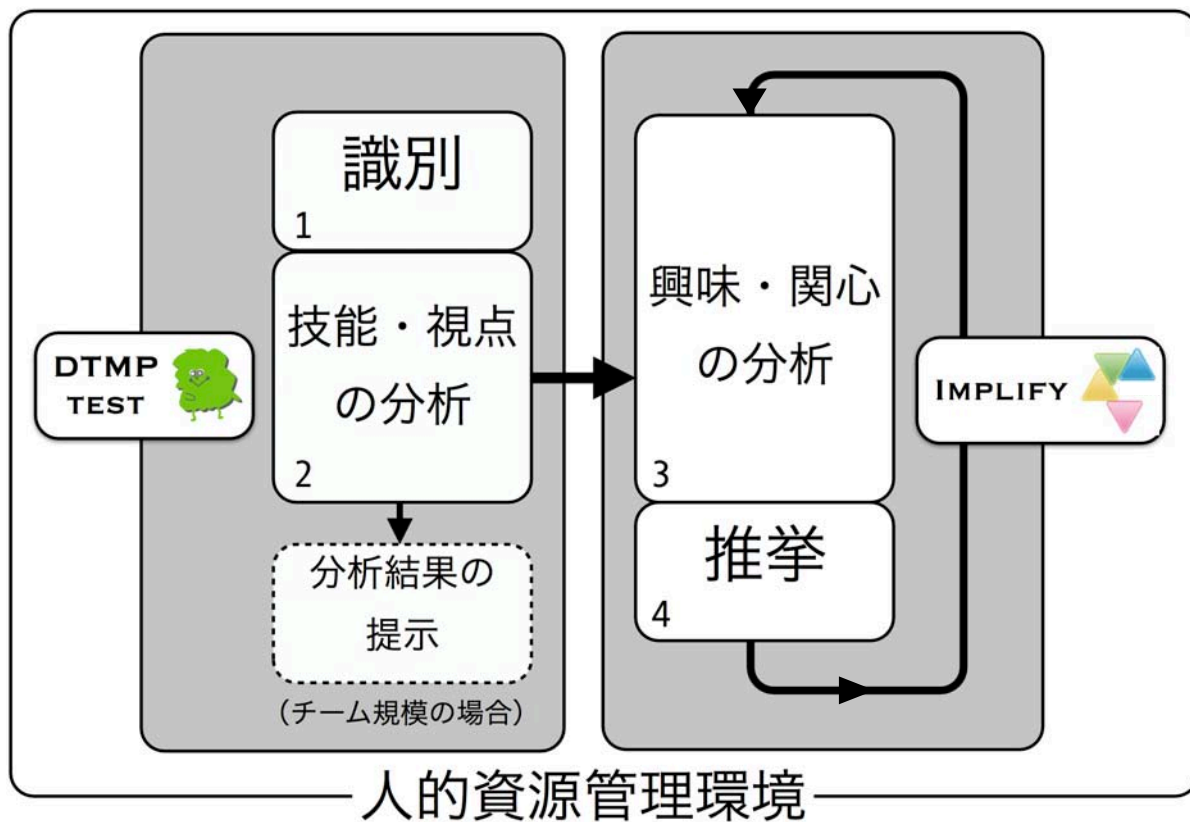 識別
1
技能・視点
の分析
2
分析結果の
提示
（チーム規模の場合）
DTMP
TEST
興味・関心
の分析
3
推挙
4
IMPLIFY
人的資源管理環境